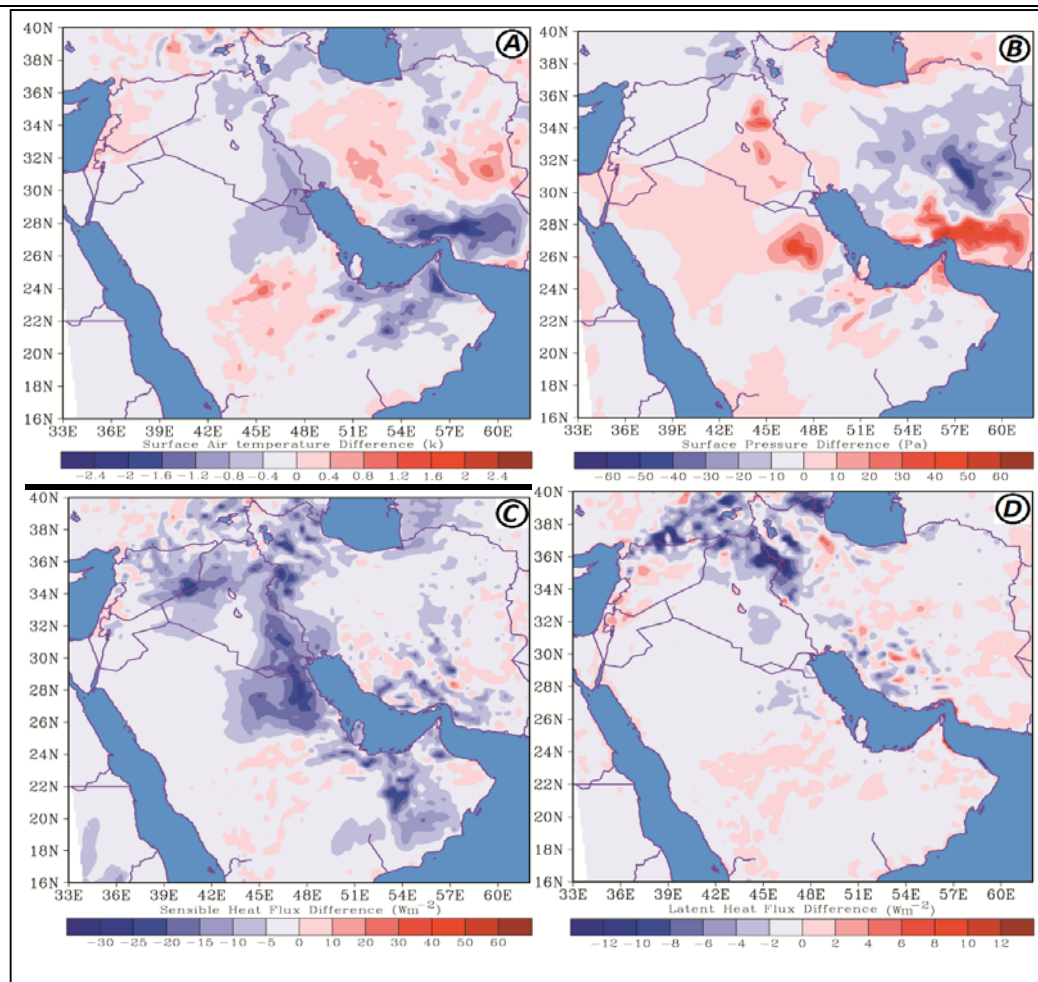 A
40N
38N
36N
34N
32N
30N
28N
26N
24N
22N
20N
18N
16N
33E 36E 39E 42E 45E 48E 51E 54E 57E 60E
Surface Air temperature Difference (k)
-2.4 -2 -1.6 -1.2 -0.8 -0.4 0 0.4 0.8 1.2 1.6 2 2.4
B
40N
38N
36N
34N
32N
30N
28N
26N
24N
22N
20N
18N
16N
33E 36E 39E 42E 45E 48E 51E 54E 57E 60E
Surface Pressure Difference (Pa)
-60 -50 -40 -30 -20 -10 0 10 20 30 40 50 60
C
40N
38N
36N
34N
32N
30N
28N
26N
24N
22N
20N
18N
16N
33E 36E 39E 42E 45E 48E 51E 54E 57E 60E
Sensible Heat Flux Difference (Wm⁻²)
-30 -25 -20 -15 -10 -5 0 10 20 30 40 50 60
D
40N
38N
36N
34N
32N
30N
28N
26N
24N
22N
20N
18N
16N
33E 36E 39E 42E 45E 48E 51E 54E 57E 60E
Latent Heat Flux Difference (Wm⁻²)
-12 -10 -8 -6 -4 -2 0 2 4 6 8 10 12